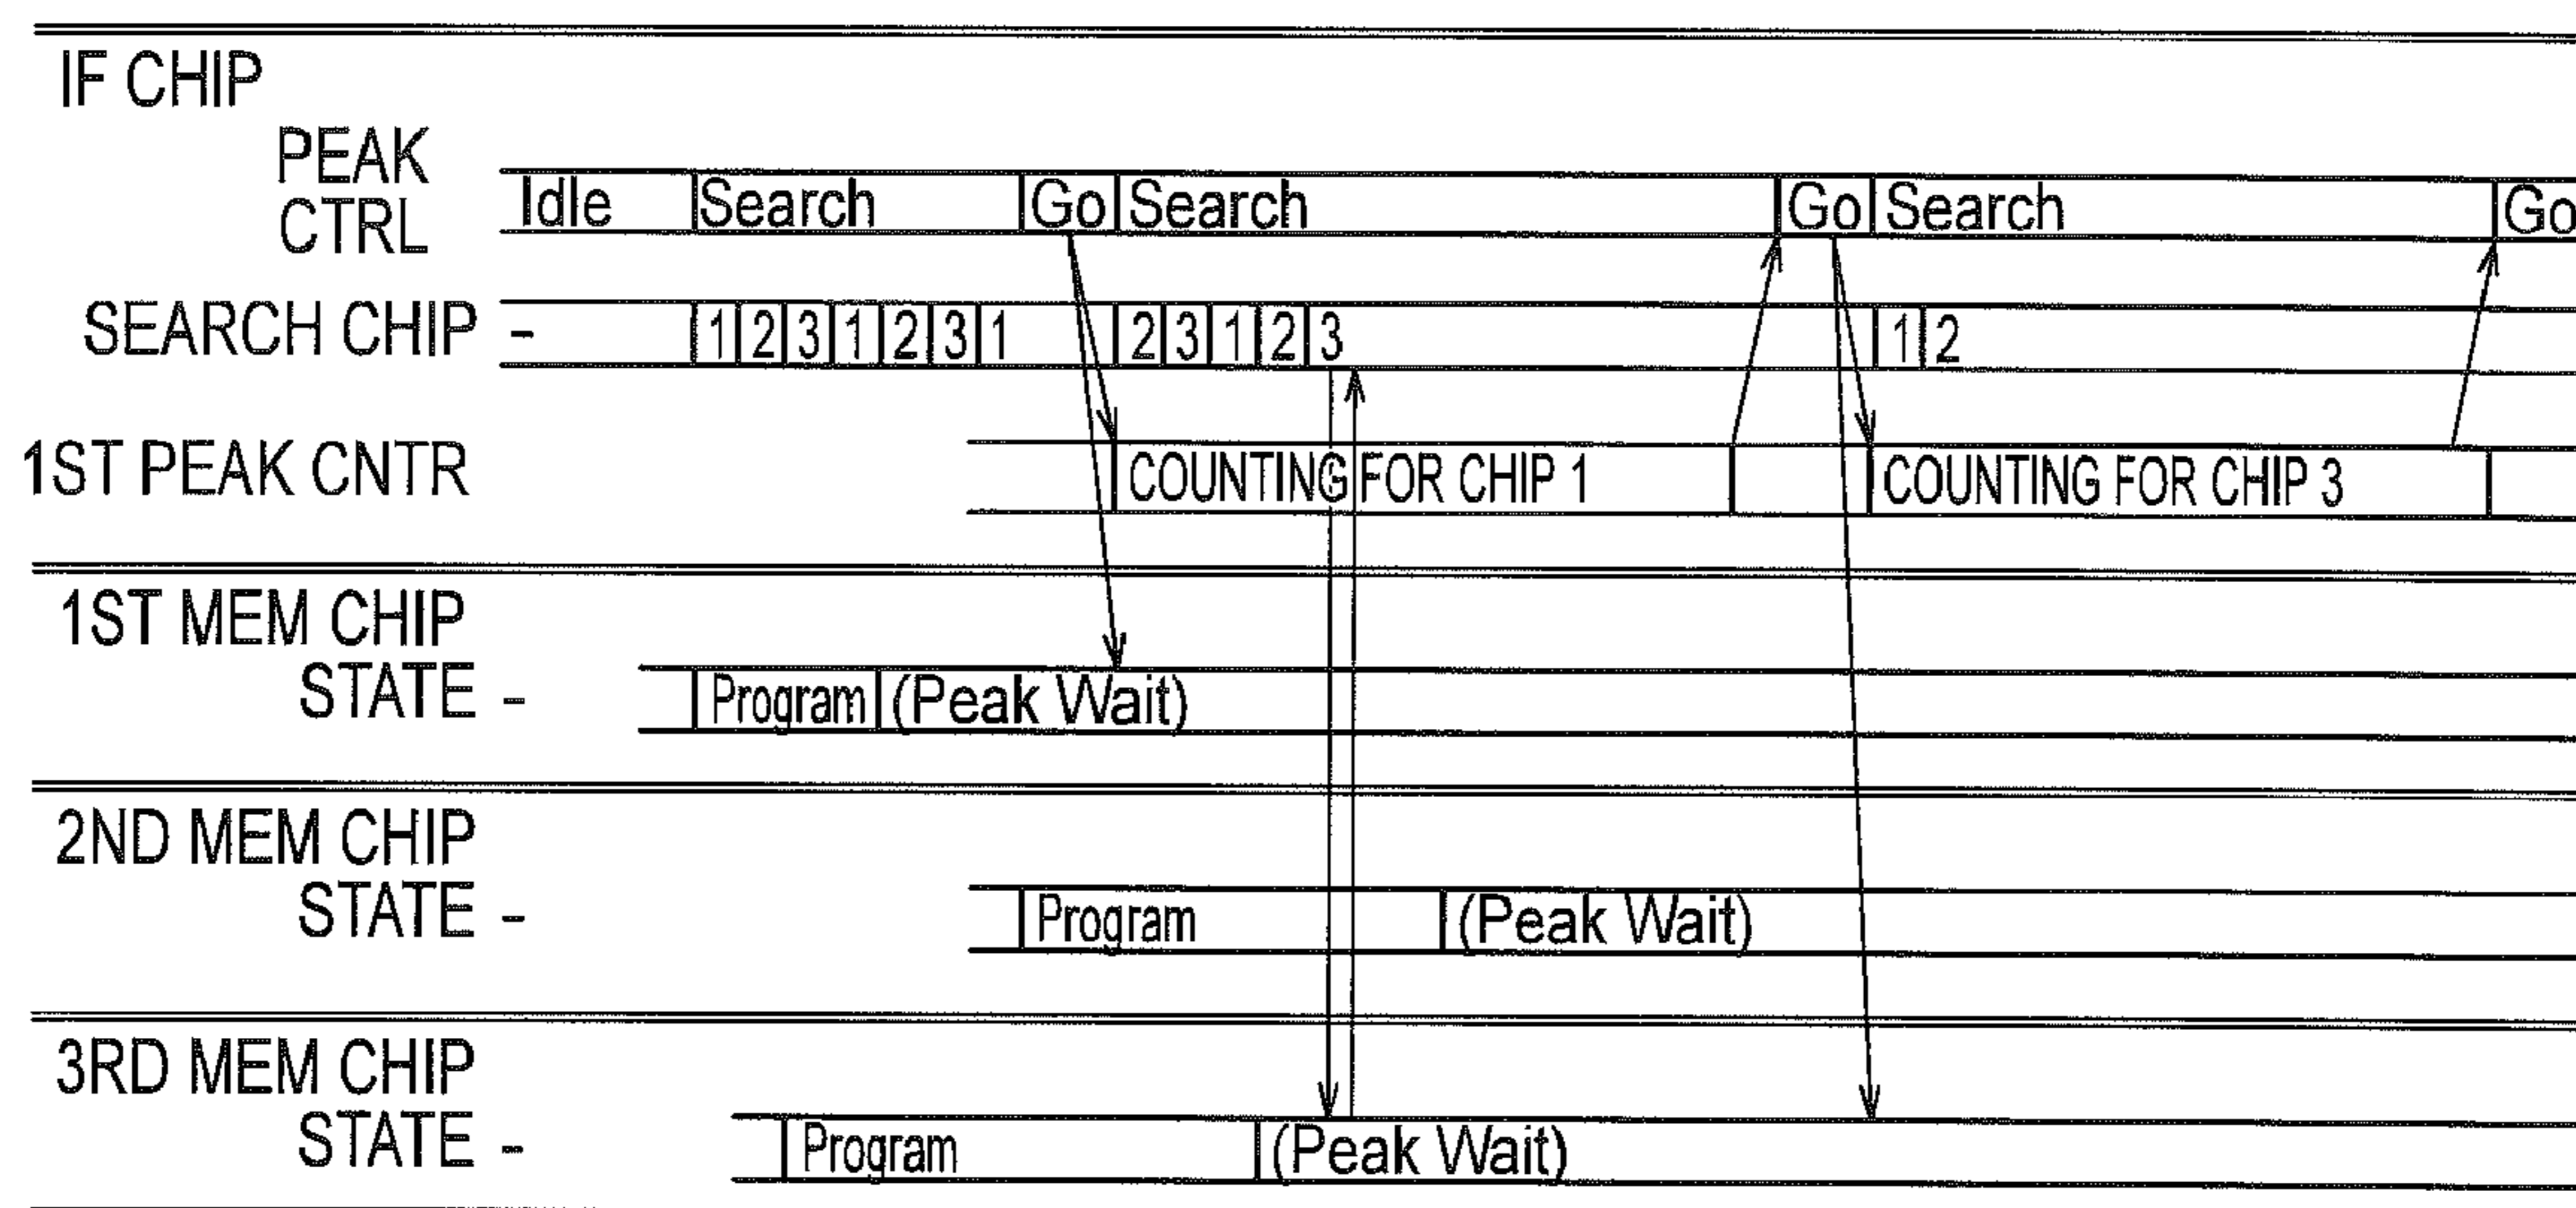 IF CHIP
PEAK
CTRL
Idle Search Go Search Go Search Go
SEARCH CHIP - 1 2 3 1 2 3 1 2 3 1 2 3 1 2
1ST PEAK CNTR COUNTING FOR CHIP 1 COUNTING FOR CHIP 3
1ST MEM CHIP
STATE - Program (Peak Wait)
2ND MEM CHIP
STATE - Program (Peak Wait)
3RD MEM CHIP
STATE - Program (Peak Wait)